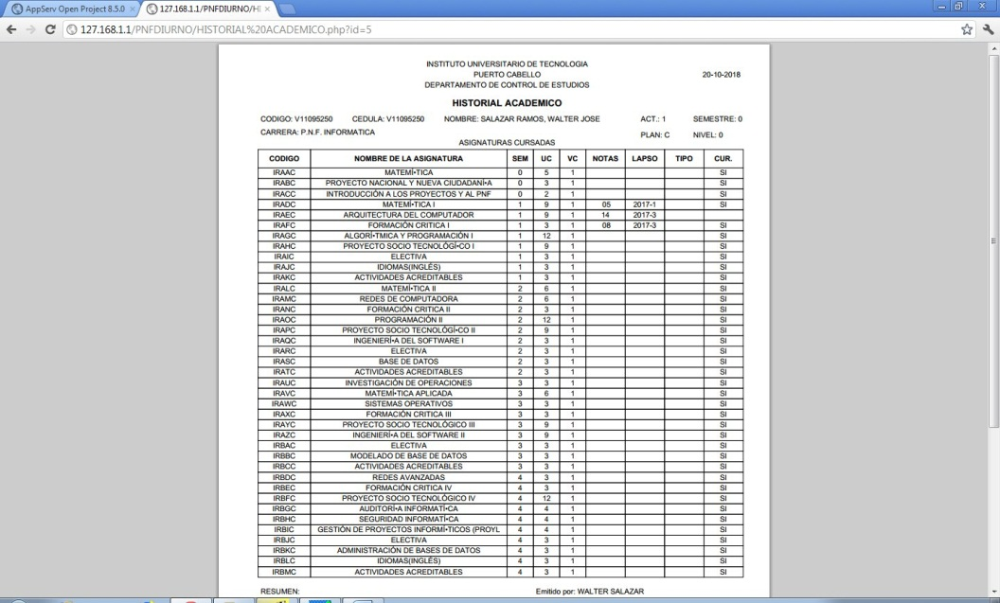 AppServ Open Project 8.5.0
127.168.1.1/PNFDIURNO/HI
127.168.1.1/PNFDIURNO/HISTORIAL%20ACADEMICO.php?id=5
INSTITUTO UNIVERSITARIO DE TECNOLOGIA
PUERTO CABELLO 20-10-2018
DEPARTAMENTO DE CONTROL DE ESTUDIOS
HISTORIAL ACADEMICO
CODIGO: V11095250 CEDULA: V11095250 NOMBRE: SALAZAR RAMOS, WALTER JOSE ACT.: 1 SEMESTRE: 0
CARRERA: P.N.F. INFORMATICA PLAN: C NIVEL: 0
ASIGNATURAS CURSADAS
CODIGO NOMBRE DE LA ASIGNATURA SEM UC VC NOTAS LAPSO TIPO CUR.
IRAAC MATEMÍ•TICA 0 5 1 SI
IRABC PROYECTO NACIONAL Y NUEVA CIUDADANÍ•A 0 3 1 SI
IRACC INTRODUCCIÓN A LOS PROYECTOS Y AL PNF 0 2 1 SI
IRADC MATEMÍ•TICA I 1 9 1 05 2017-1 SI
IRAEC ARQUITECTURA DEL COMPUTADOR 1 9 1 14 2017-3
IRAFC FORMACIÓN CRITICA I 1 3 1 08 2017-3 SI
IRAGC ALGORÍ•TMICA Y PROGRAMACIÓN I 1 12 1 SI
IRAHC PROYECTO SOCIO TECNOLÓGÍ•CO I 1 9 1 SI
IRAIC ELECTIVA 1 3 1 SI
IRAJC IDIOMAS(INGLÉS) 1 3 1 SI
IRAKC ACTIVIDADES ACREDITABLES 1 3 1 SI
IRALC MATEMÍ•TICA II 2 6 1 SI
IRAMC REDES DE COMPUTADORA 2 6 1 SI
IRANC FORMACIÓN CRITICA II 2 3 1 SI
IRAOC PROGRAMACIÓN II 2 12 1 SI
IRAPC PROYECTO SOCIO TECNOLÓGÍ•CO II 2 9 1 SI
IRAQC INGENIERÍ•A DEL SOFTWARE I 2 3 1 SI
IRARC ELECTIVA 2 3 1 SI
IRASC BASE DE DATOS 2 3 1 SI
IRATC ACTIVIDADES ACREDITABLES 2 3 1 SI
IRAUC INVESTIGACIÓN DE OPERACIONES 3 3 1 SI
IRAVC MATEMÍ•TICA APLICADA 3 6 1 SI
IRAWC SISTEMAS OPERATIVOS 3 3 1 SI
IRAXC FORMACIÓN CRITICA III 3 3 1 SI
IRAYC PROYECTO SOCIO TECNOLÓGICO III 3 9 1 SI
IRAZC INGENIERÍ•A DEL SOFTWARE II 3 9 1 SI
IRBAC ELECTIVA 3 3 1 SI
IRBBC MODELADO DE BASE DE DATOS 3 3 1 SI
IRBCC ACTIVIDADES ACREDITABLES 3 3 1 SI
IRBDC REDES AVANZADAS 4 3 1 SI
IRBEC FORMACIÓN CRITICA IV 4 3 1 SI
IRBFC PROYECTO SOCIO TECNOLÓGICO IV 4 12 1 SI
IRBGC AUDITORÍ•A INFORMATÍ•CA 4 4 1 SI
IRBHC SEGURIDAD INFORMATÍ•CA 4 4 1 SI
IRBIC GESTIÓN DE PROYECTOS INFORMÍ•TICOS (PROYL 4 4 1 SI
IRBJC ELECTIVA 4 3 1 SI
IRBKC ADMINISTRACIÓN DE BASES DE DATOS 4 3 1 SI
IRBLC IDIOMAS(INGLÉS) 4 3 1 SI
IRBMC ACTIVIDADES ACREDITABLES 4 3 1 SI
RESUMEN: Emitido por: WALTER SALAZAR